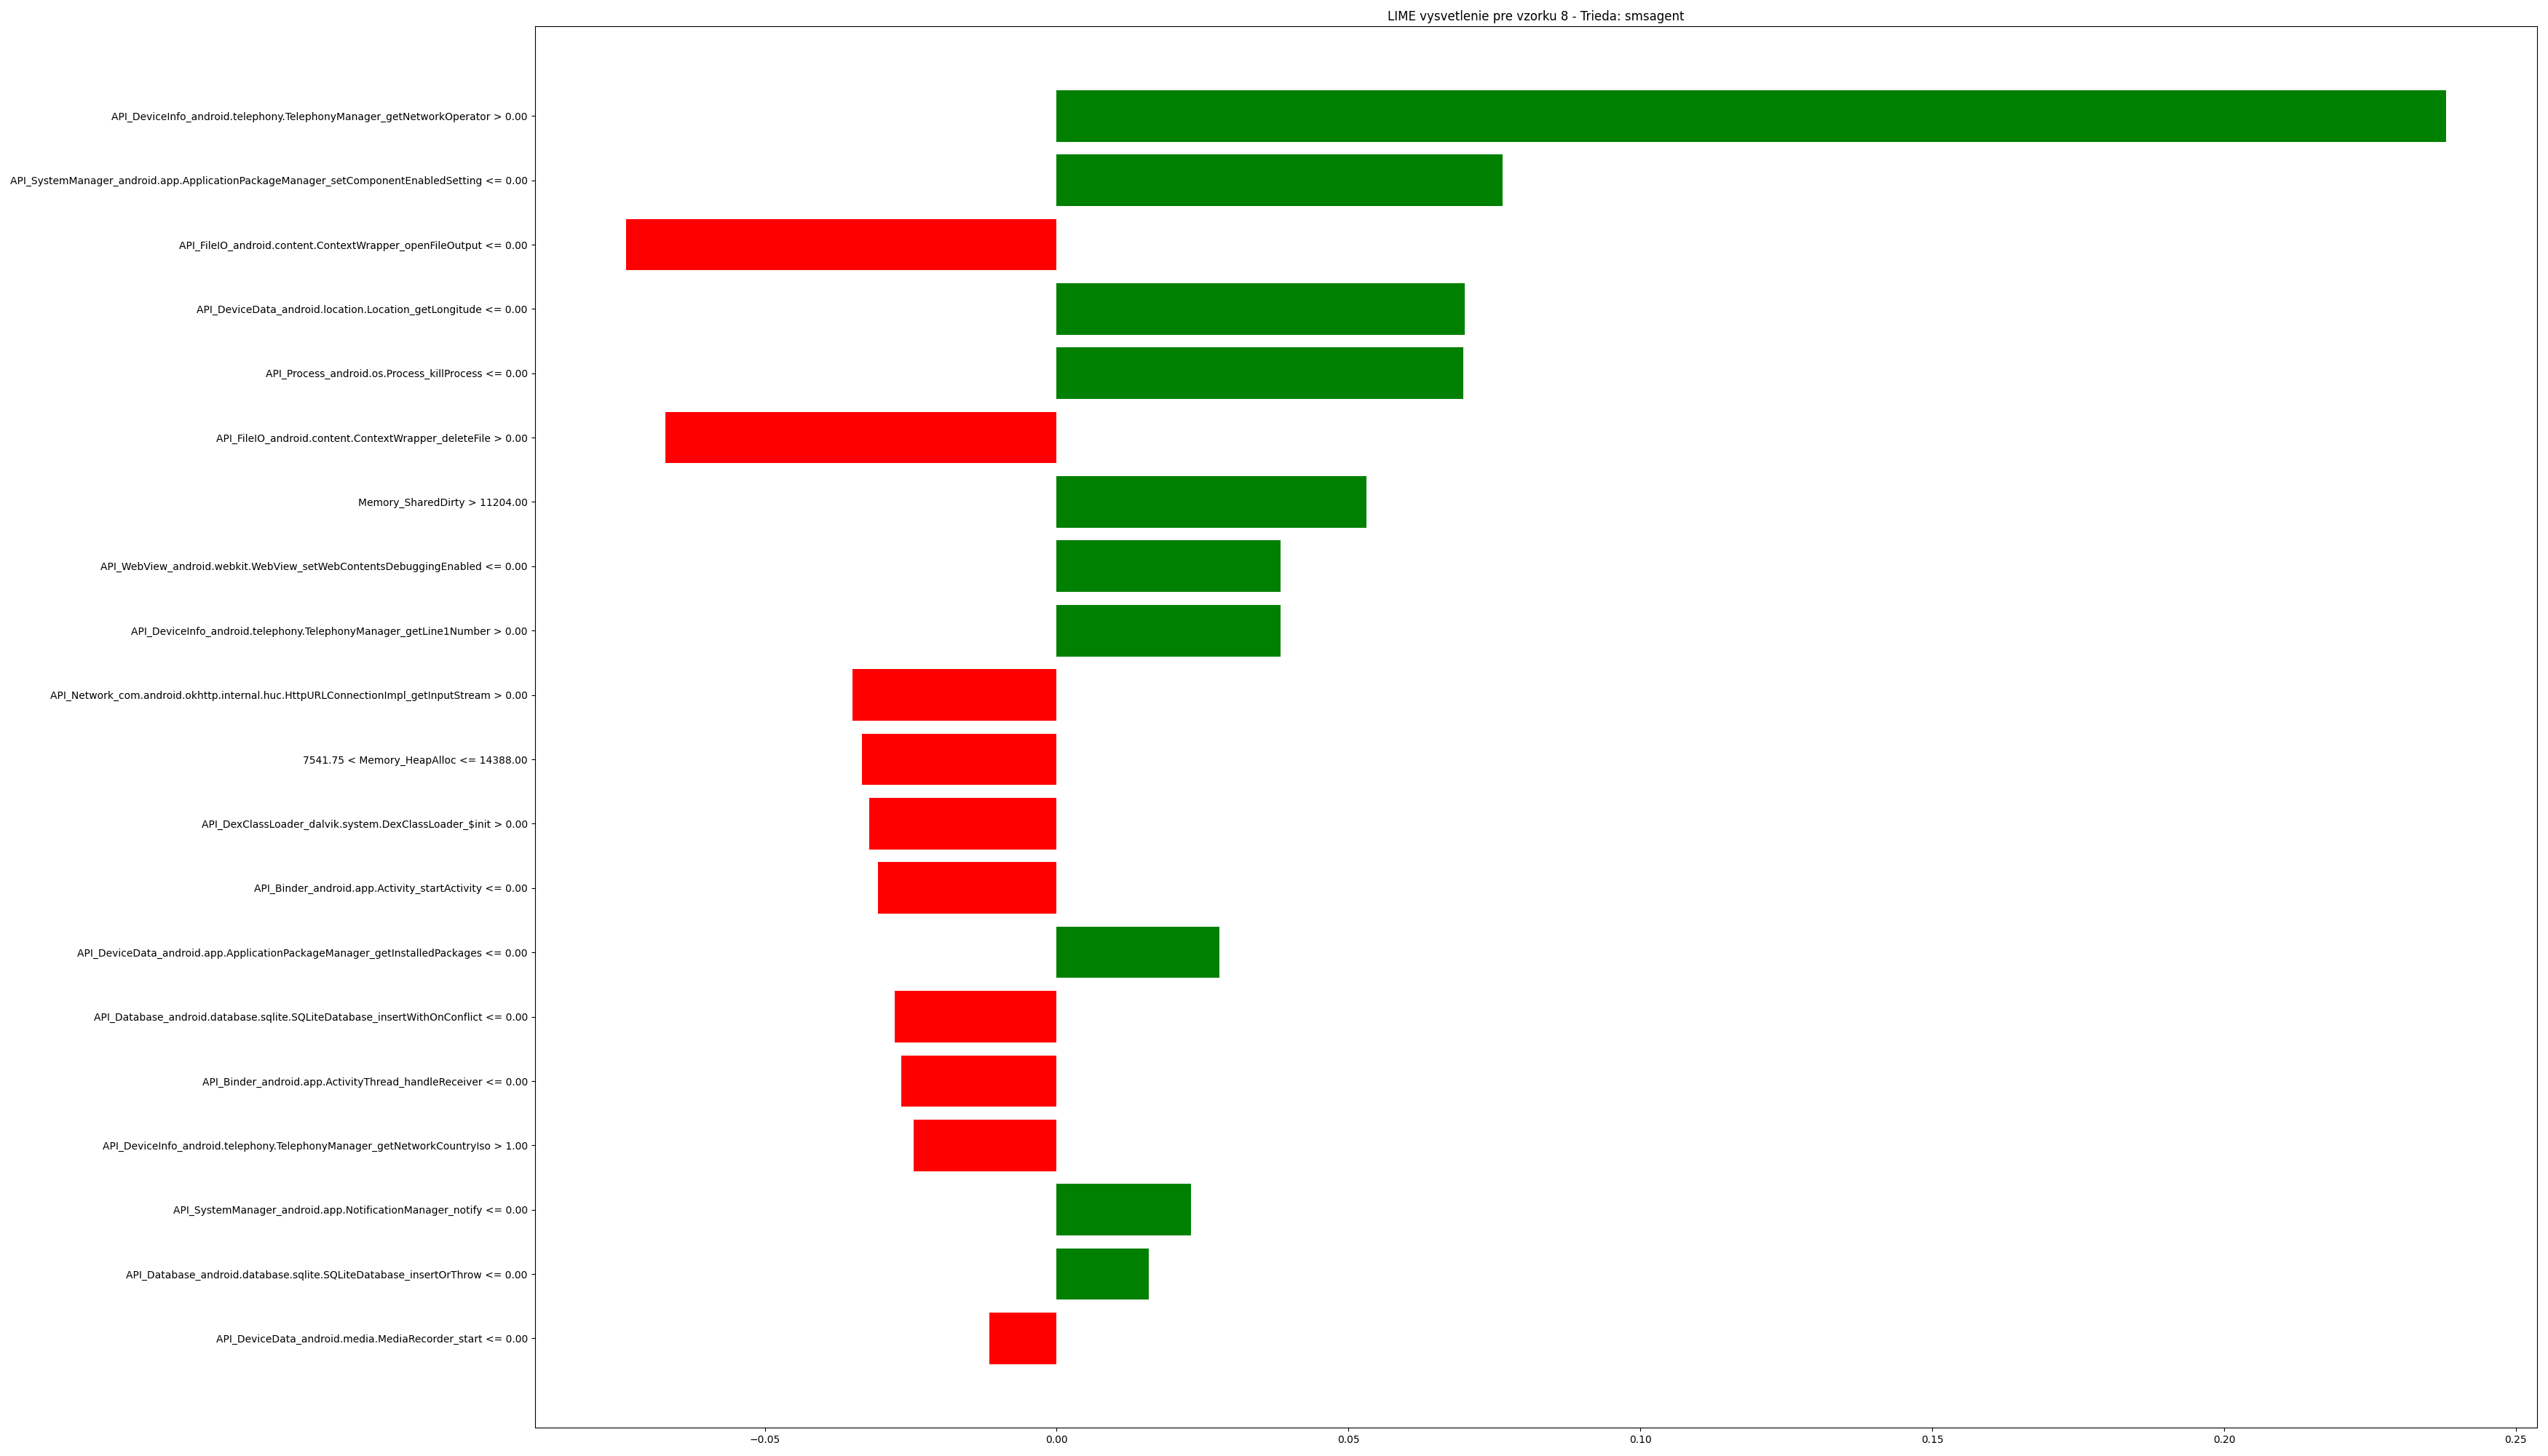 LIME vysvetlenie pre vzorku 8 - Trieda: smsagent
API_DeviceInfo_android.telephony.TelephonyManager_getNetworkOperator > 0.00
API_SystemManager_android.app.ApplicationPackageManager_setComponentEnabledSetting <= 0.00
API_FileIO_android.content.ContextWrapper_openFileOutput <= 0.00
API_DeviceData_android.location.Location_getLongitude <= 0.00
API_Process_android.os.Process_killProcess <= 0.00
API_FileIO_android.content.ContextWrapper_deleteFile > 0.00
Memory_SharedDirty > 11204.00
API_WebView_android.webkit.WebView_setWebContentsDebuggingEnabled <= 0.00
API_DeviceInfo_android.telephony.TelephonyManager_getLine1Number > 0.00
API_Network_com.android.okhttp.internal.huc.HttpURLConnectionImpl_getInputStream > 0.00
7541.75 < Memory_HeapAlloc <= 14388.00
API_DexClassLoader_dalvik.system.DexClassLoader_$init > 0.00
API_Binder_android.app.Activity_startActivity <= 0.00
API_DeviceData_android.app.ApplicationPackageManager_getInstalledPackages <= 0.00
API_Database_android.database.sqlite.SQLiteDatabase_insertWithOnConflict <= 0.00
API_Binder_android.app.ActivityThread_handleReceiver <= 0.00
API_DeviceInfo_android.telephony.TelephonyManager_getNetworkCountryIso > 1.00
API_SystemManager_android.app.NotificationManager_notify <= 0.00
API_Database_android.database.sqlite.SQLiteDatabase_insertOrThrow <= 0.00
API_DeviceData_android.media.MediaRecorder_start <= 0.00
−0.05 0.00 0.05 0.10 0.15 0.20 0.25